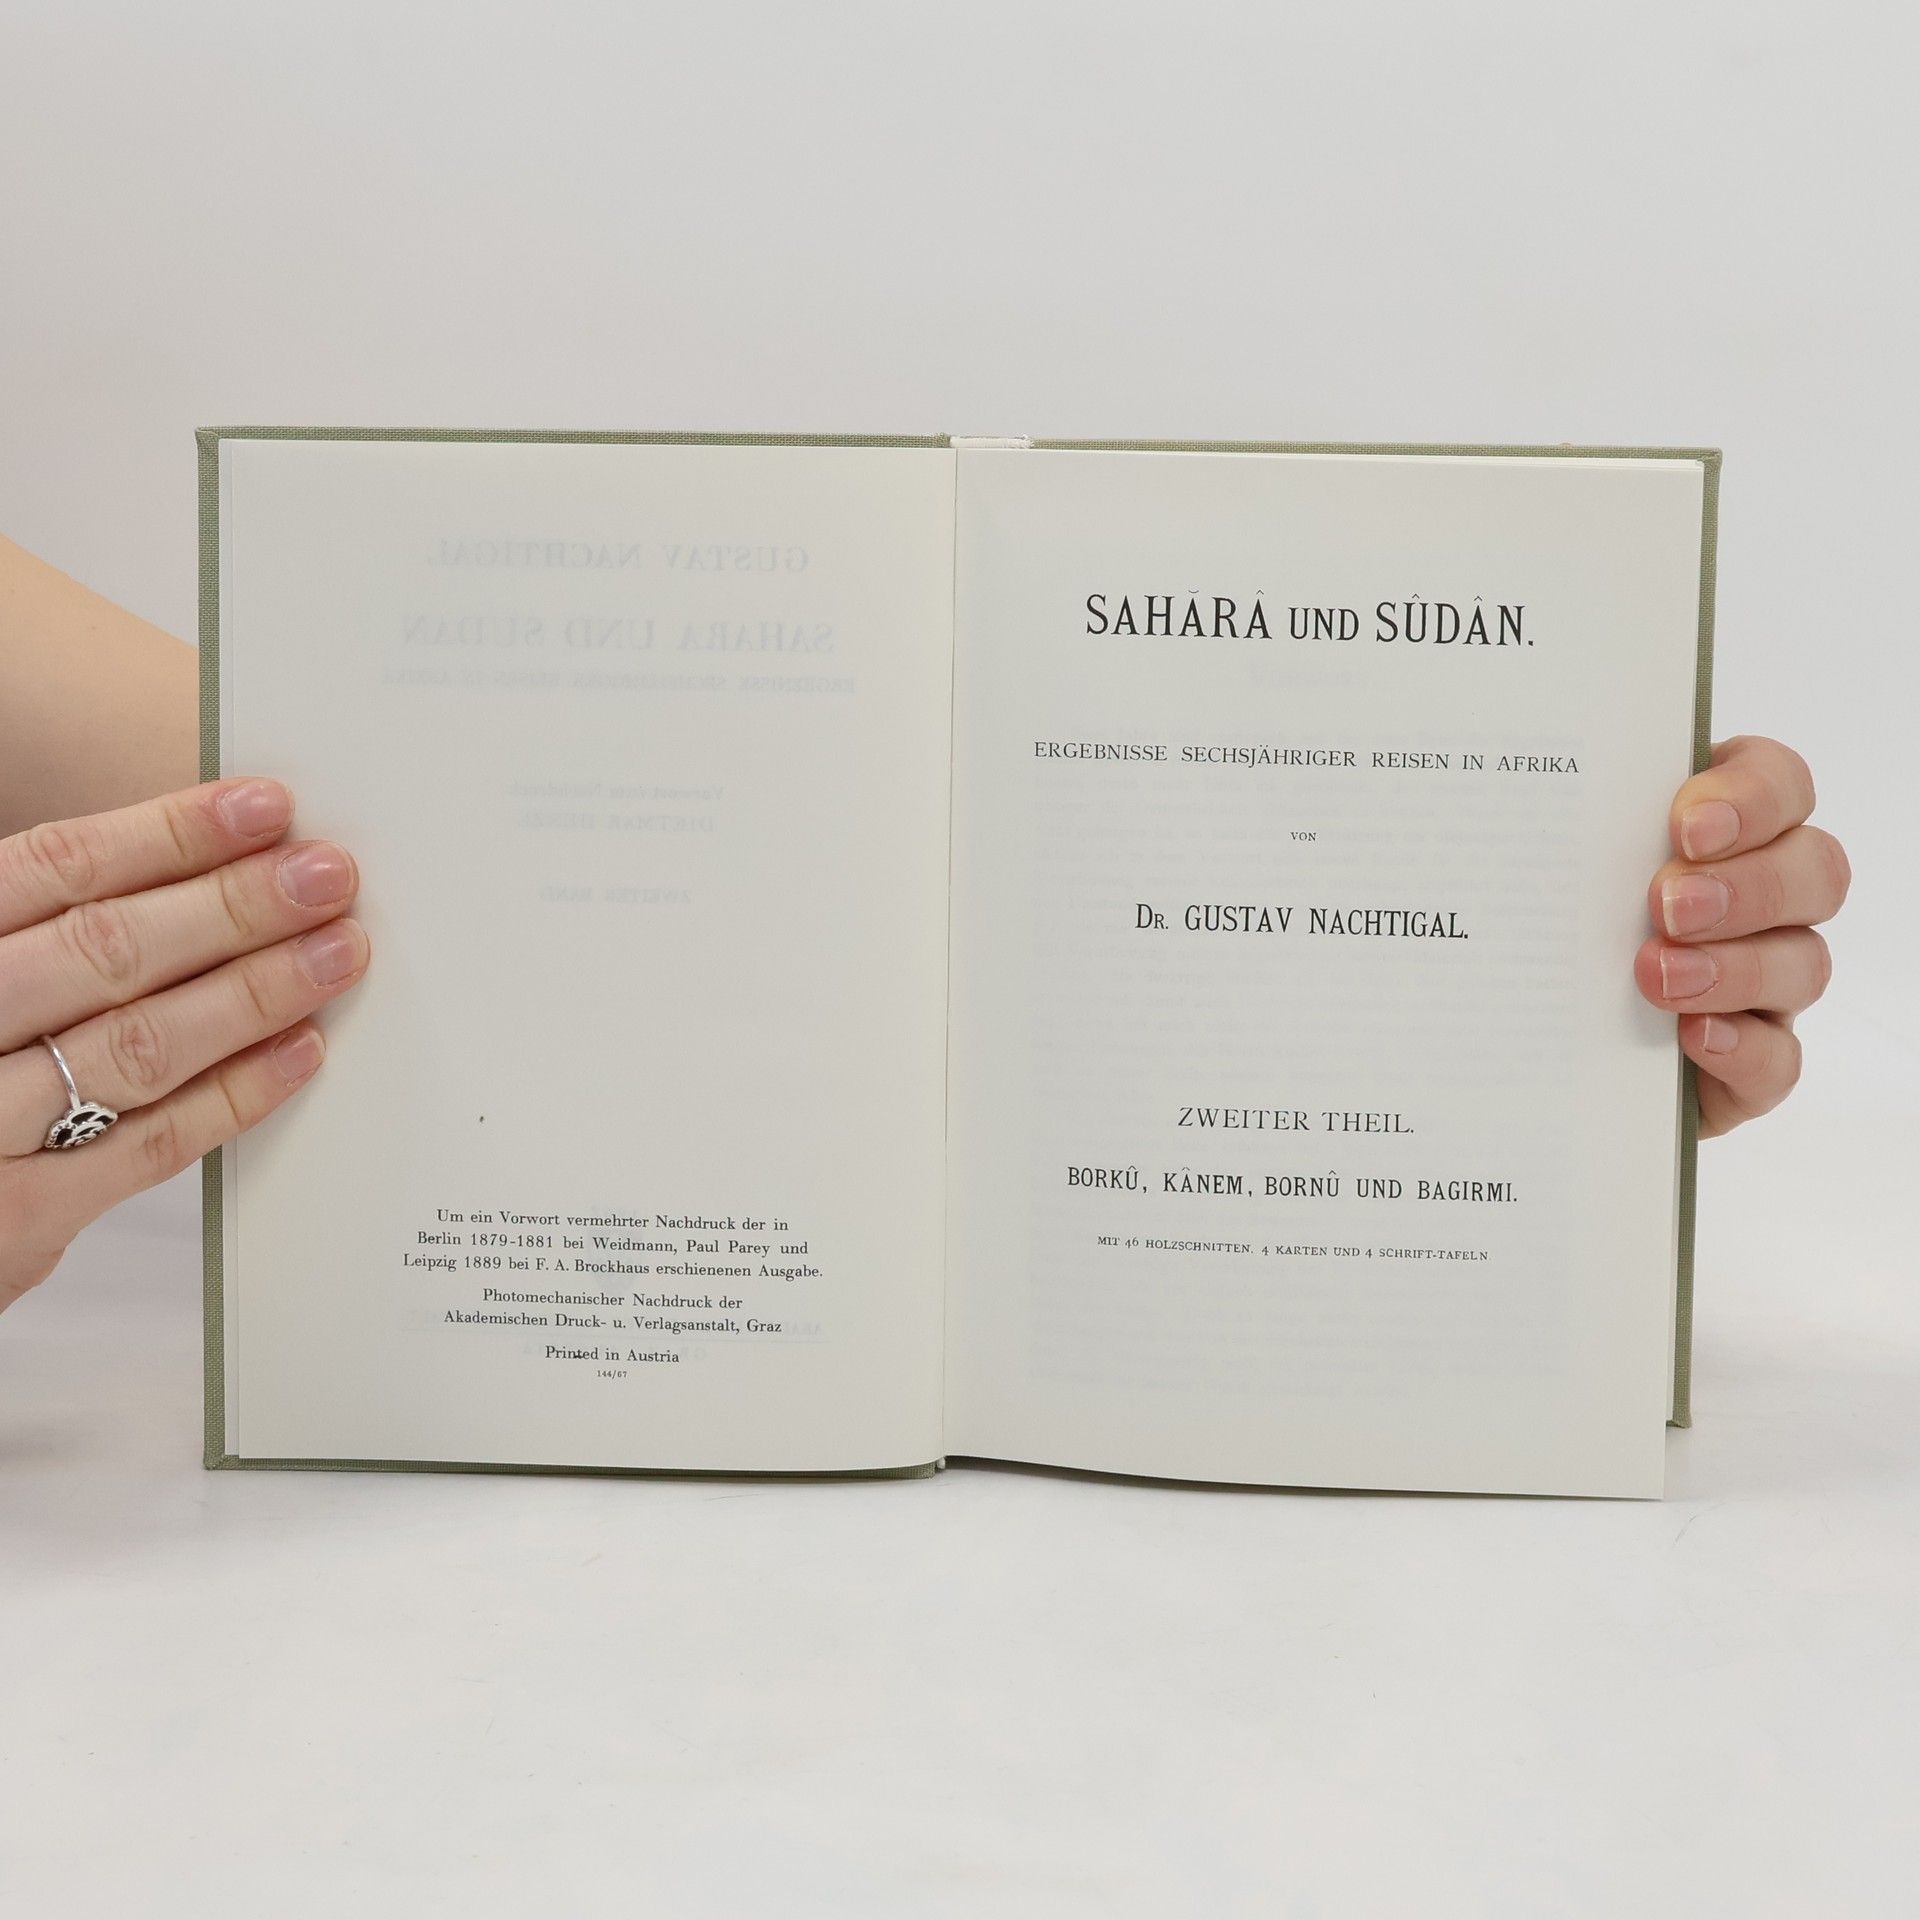 Um ein Vorwort vermehrter Nachdruck der in
Berlin 1879-1881 bei Weidmann, Paul Parey und
Leipzig 1889 bei F. A. Brockhaus erschienenen Ausgabe.
Photomechanischer Nachdruck der
Akademischen Druck- u. Verlagsanstalt, Graz
Printed in Austria
144/67
SAHĂRÂ UND SÛDÂN.
ERGEBNISSE SECHSJÄHRIGER REISEN IN AFRIKA
VON
DR. GUSTAV NACHTIGAL.
ZWEITER THEIL.
BORKÛ, KÂNEM, BORNÛ UND BAGIRMI.
MIT 46 HOLZSCHNITTEN, 4 KARTEN UND 4 SCHRIFT-TAFELN.